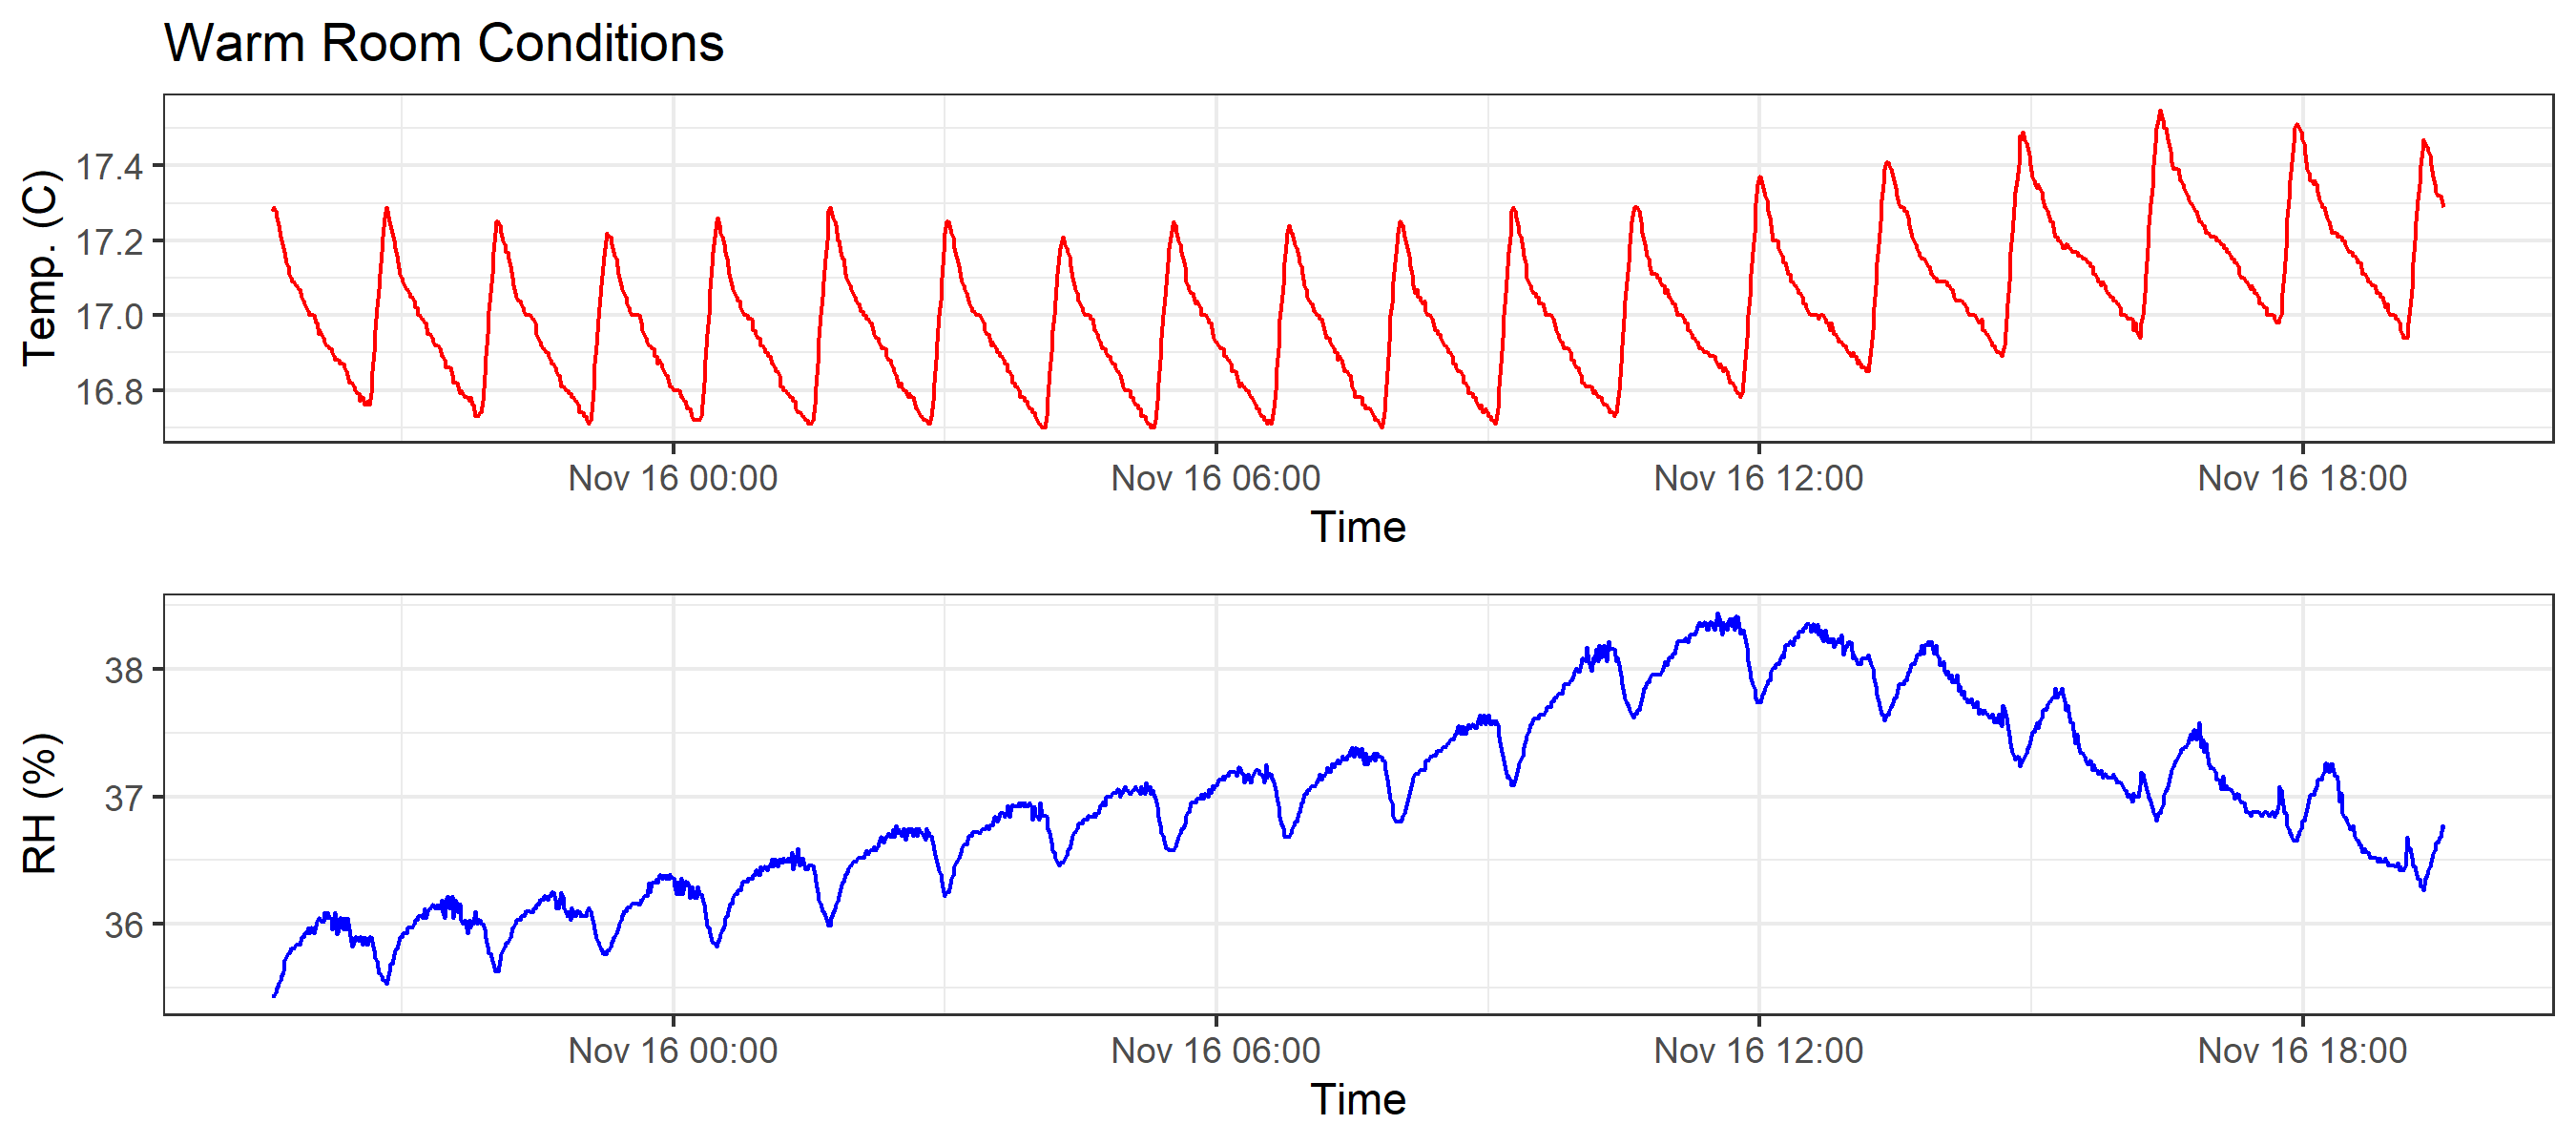 Warm Room Conditions
Temp. (C)
17.4
17.2
17.0
16.8
Nov 16 00:00 Nov 16 06:00 Nov 16 12:00 Nov 16 18:00
Time
RH (%)
38
37
36
Nov 16 00:00 Nov 16 06:00 Nov 16 12:00 Nov 16 18:00
Time